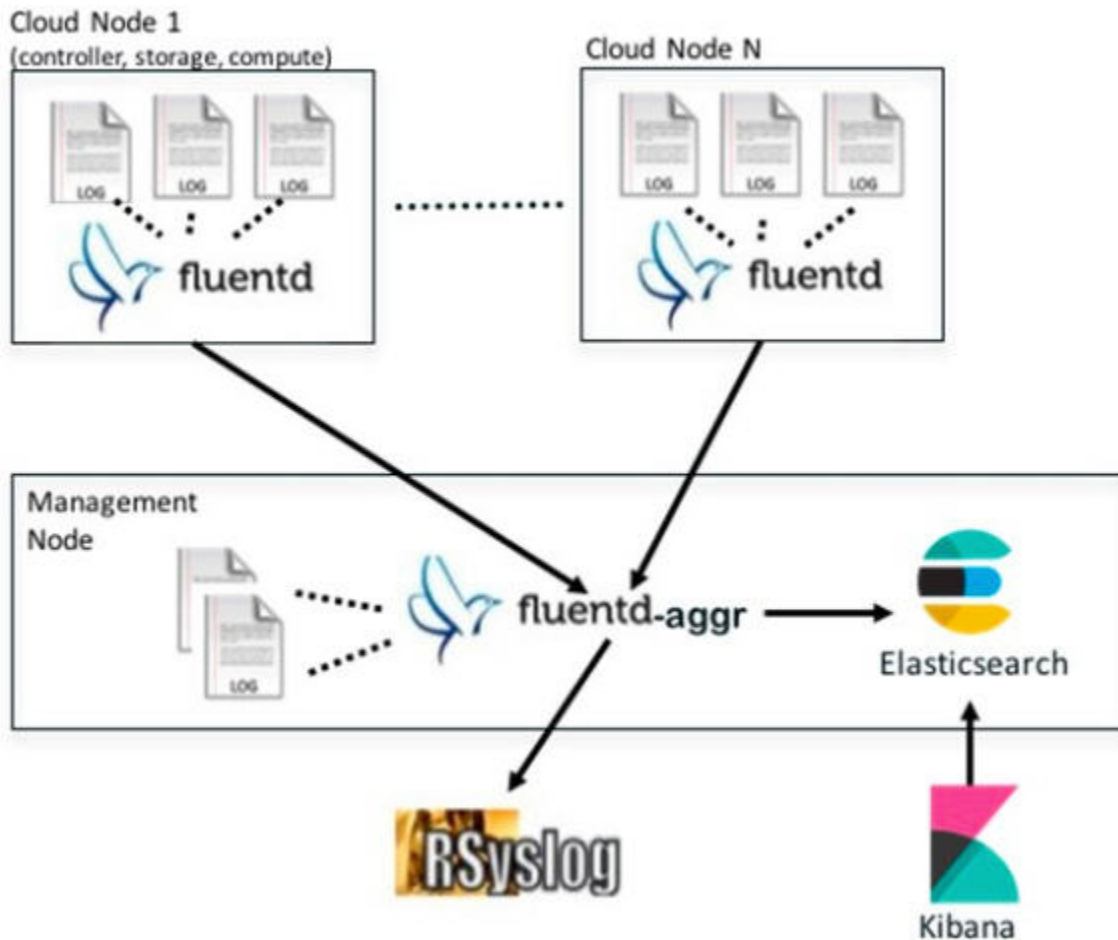 Cloud Node 1
(controller, storage, compute)
Cloud Node N
LOG
LOG
LOG
LOG
LOG
LOG
fluentd
fluentd
Management
Node
LOG
fluentd-aggr
Elasticsearch
RSyslog
Kibana